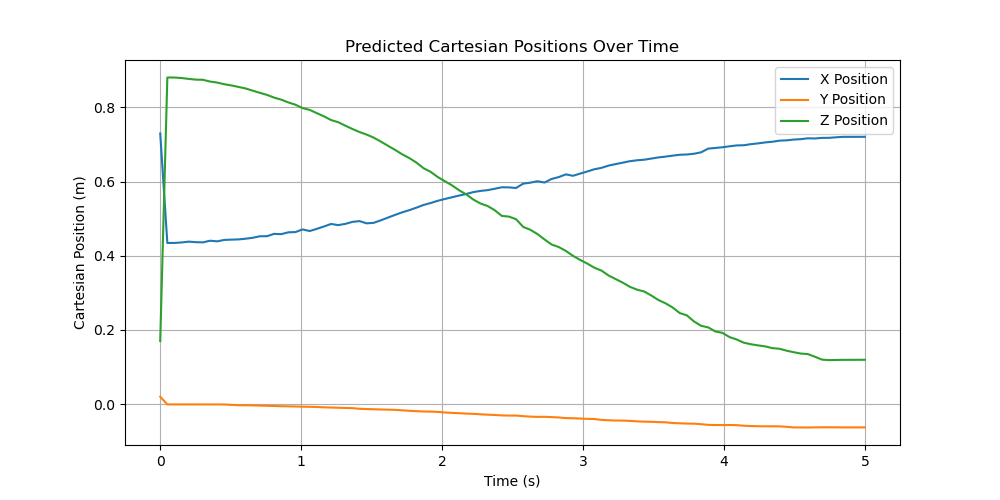 Predicted Cartesian Positions Over Time
X Position
Y Position
Z Position
Cartesian Position (m)
0.8
0.6
0.4
0.2
0.0
0 1 2 3 4 5
Time (s)